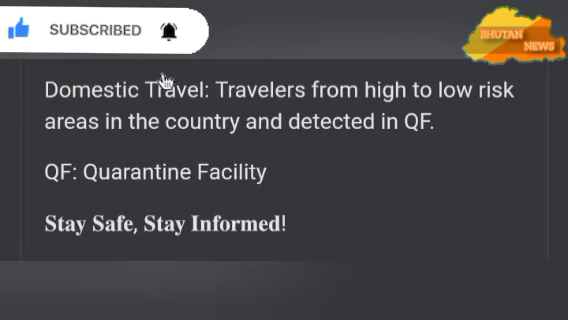 SUBSCRIBED
BHUTAN
NEWS
Domestic Travel: Travelers from high to low risk
areas in the country and detected in QF.
QF: Quarantine Facility
Stay Safe, Stay Informed!